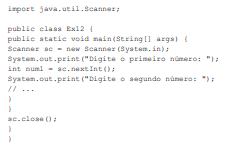 import java.util.Scanner;
public class Ex12 {
public static void main(String[] args) {
Scanner sc = new Scanner(System.in);
System.out.print("Digite o primeiro número: ");
int num1 = sc.nextInt();
System.out.print("Digite o segundo número: ");
// ...
}
}
sc.close();
}
}